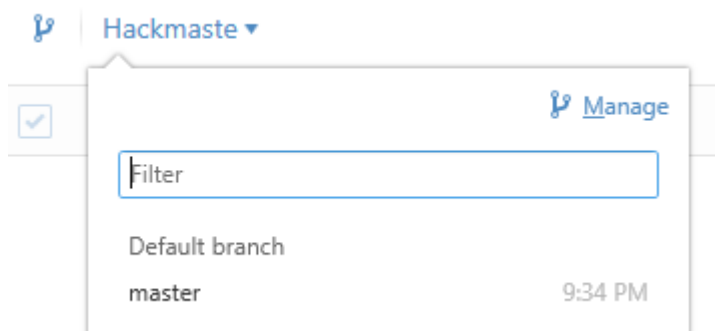 Hackmaste
Manage
Filter
Default branch
master 9:34 PM